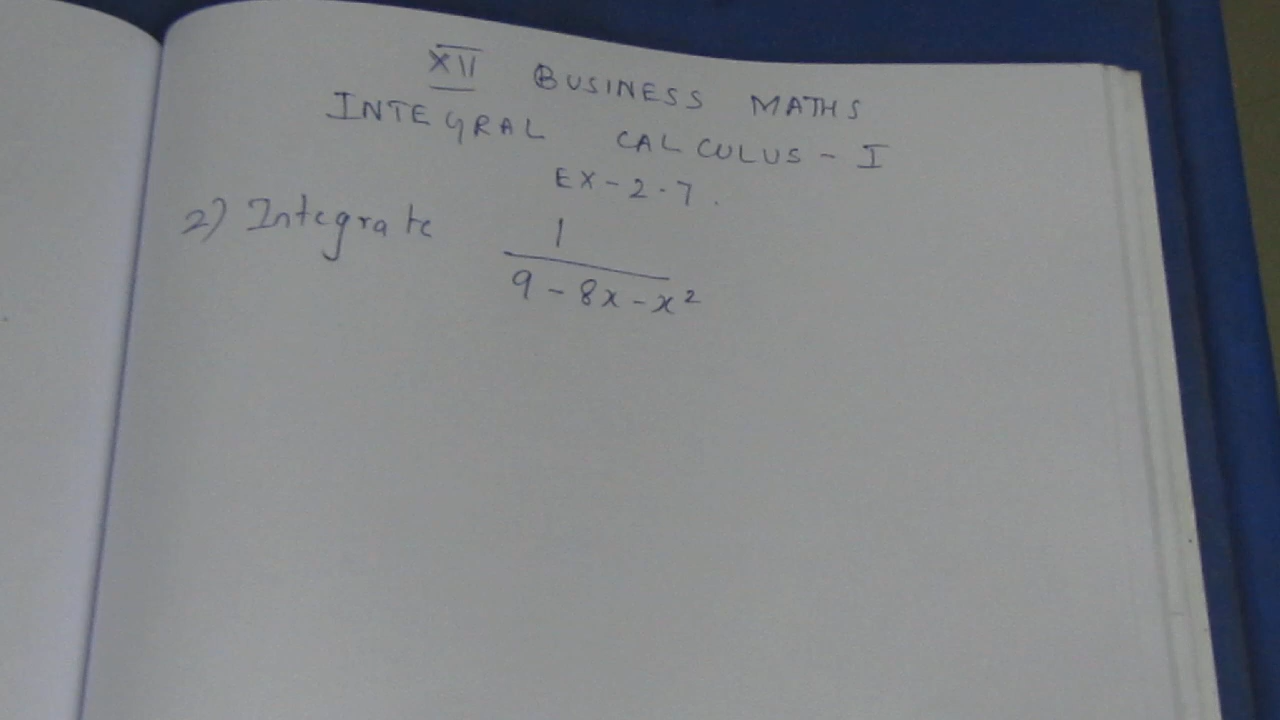 XII BUSINESS MATHS
INTEGRAL CALCULUS - I
EX-2.7.
2) Integrate 1
9 - 8x - x²